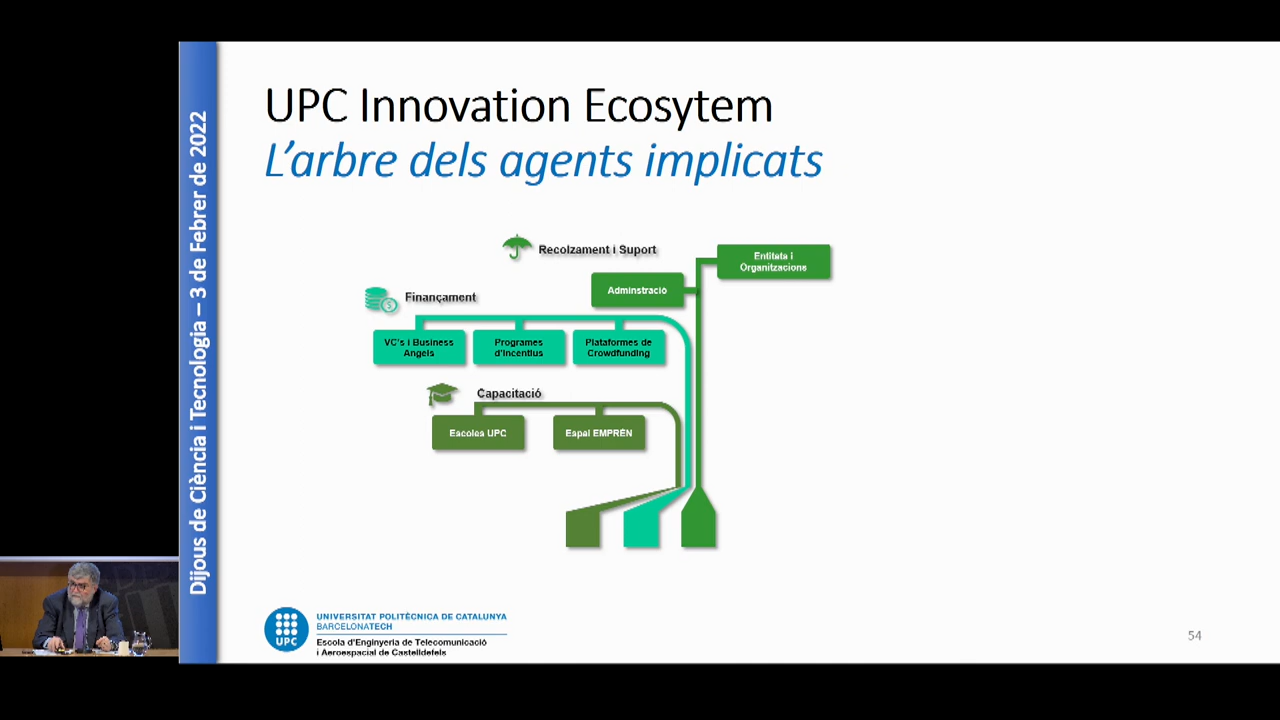 Dijous de Ciència i Tecnologia – 3 de Febrer de 2022
UPC Innovation Ecosytem
L'arbre dels agents implicats
Recolzament i Suport
Entitats i
Organitzacions
Adminstració
Finançament
VC's i Business
Angels
Programes
d'Incentius
Plataformes de
Crowdfunding
Capacitació
Escoles UPC
Espai EMPRÈN
UPC
UNIVERSITAT POLITÈCNICA DE CATALUNYA
BARCELONATECH
Escola d'Enginyeria de Telecomunicació
i Aeroespacial de Castelldefels
54